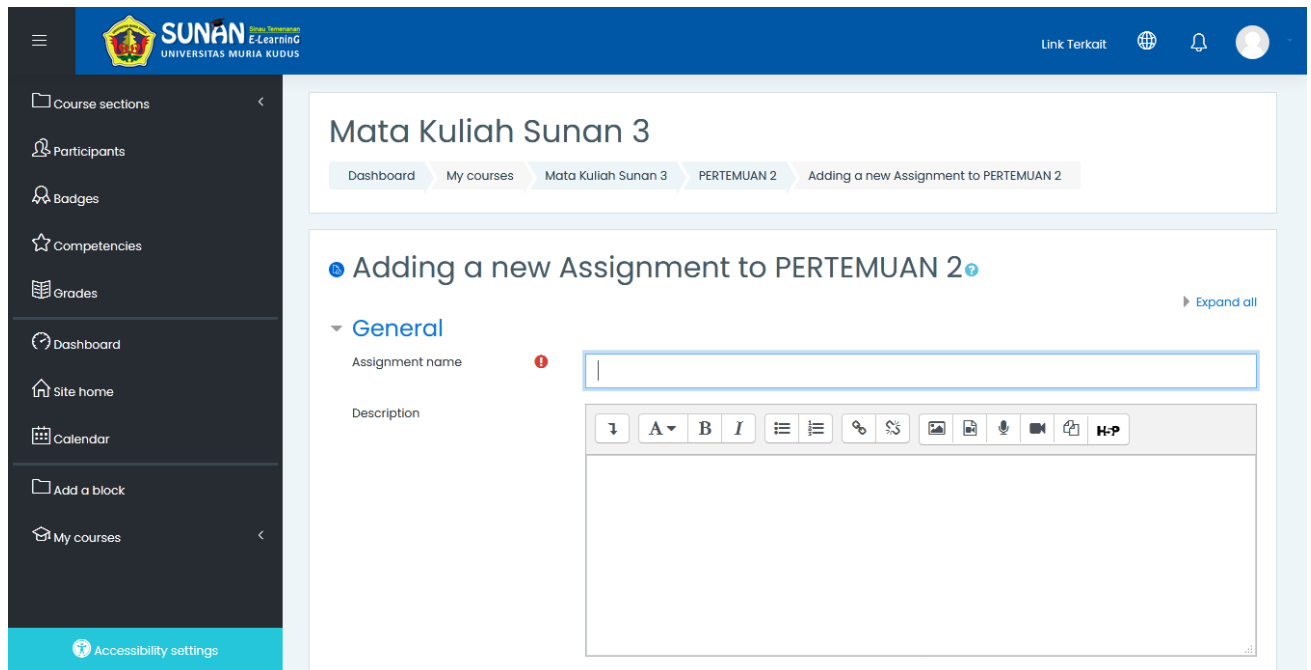 SUNAN Sinau Temenanan
E-LearninG
UNIVERSITAS MURIA KUDUS
Link Terkait
Course sections
Participants
Badges
Competencies
Grades
Dashboard
Site home
Calendar
Add a block
My courses
Accessibility settings
Mata Kuliah Sunan 3
Dashboard My courses Mata Kuliah Sunan 3 PERTEMUAN 2 Adding a new Assignment to PERTEMUAN 2
Adding a new Assignment to PERTEMUAN 2
Expand all
General
Assignment name
Description
A B I H-P